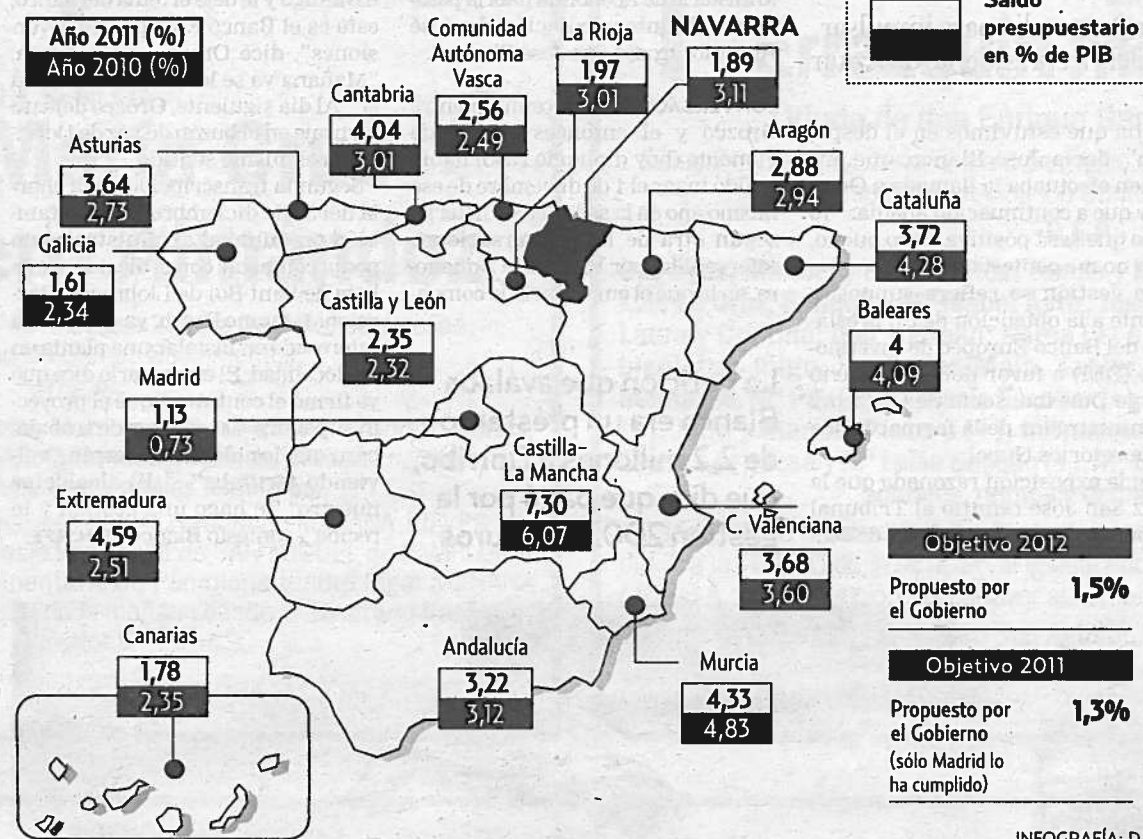 Año 2011 (%)
Año 2010 (%)
Saldo
presupuestario
en % de PIB
Asturias
3,64
2,73
Cantabria
4,04
3,01
Comunidad
Autónoma
Vasca
2,56
2,49
La Rioja
1,97
3,01
NAVARRA
1,89
3,11
Aragón
2,88
2,94
Cataluña
3,72
4,28
Galicia
1,61
2,34
Castilla y León
2,35
2,32
Baleares
4
4,09
Madrid
1,13
0,73
Castilla
La Mancha
7,30
6,07
Extremadura
4,59
2,51
C. Valenciana
3,68
3,60
Canarias
1,78
2,35
Andalucía
3,22
3,12
Murcia
4,33
4,83
Objetivo 2012
Propuesto por
el Gobierno
1,5%
Objetivo 2011
Propuesto por
el Gobierno
1,3%
(sólo Madrid lo
ha cumplido)
INFOGRAFÍA: D